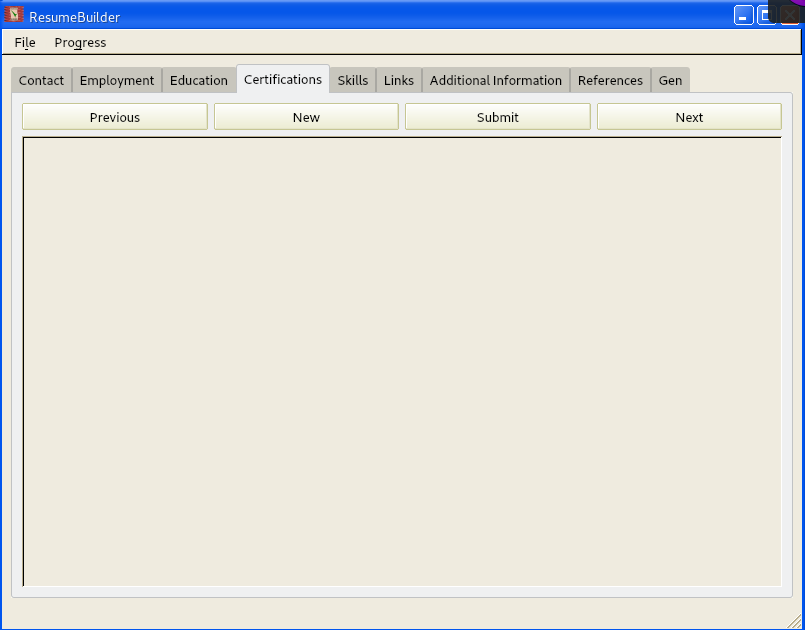 ResumeBuilder
File Progress
Contact Employment Education Certifications Skills Links Additional Information References Gen
Previous New Submit Next